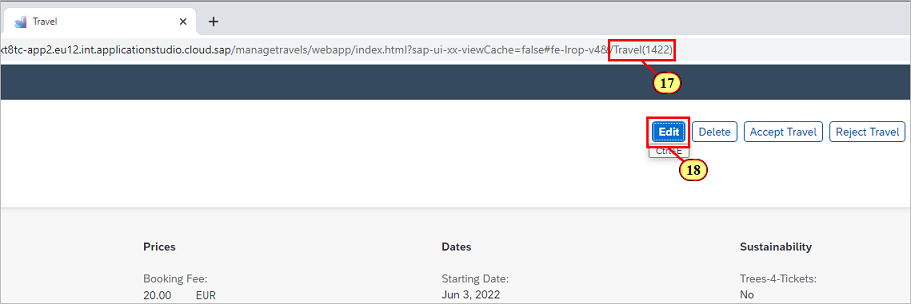 Travel
xt8tc-app2.eu12.int.applicationstudio.cloud.sap/managetravels/webapp/index.html?sap-ui-xx-viewCache=false#fe-lrop-v4&/Travel(1422)
17
Edit Delete Accept Travel Reject Travel
18
Prices Dates Sustainability
Booking Fee: Starting Date: Trees-4-Tickets:
20.00 EUR Jun 3, 2022 No